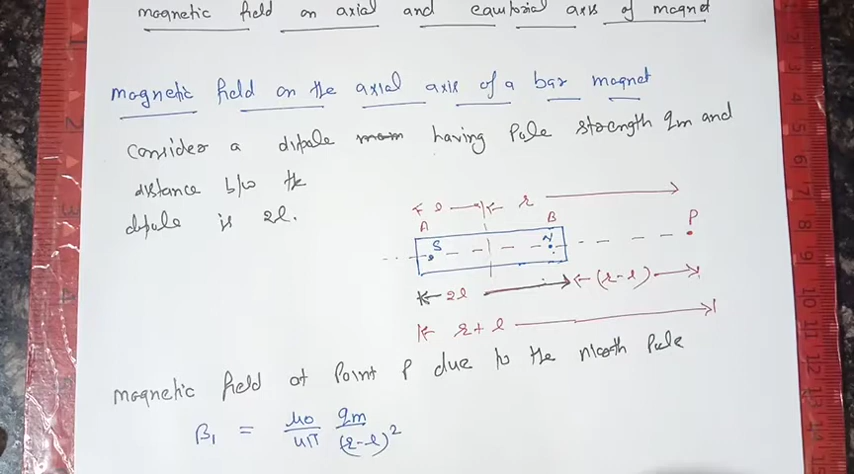 magnetic field on axial and equitorial axis of magnet
magnetic field on the axial axis of a bar magnet
Consider a dipole mom having Pole strength qm and
distance b/w the
dipole is 2l.
l r
A B P
S N
2l (r-l)
r+l
magnetic field at Point P due to the north Pole
B₁ = μ₀/4π qm/(r-l)²